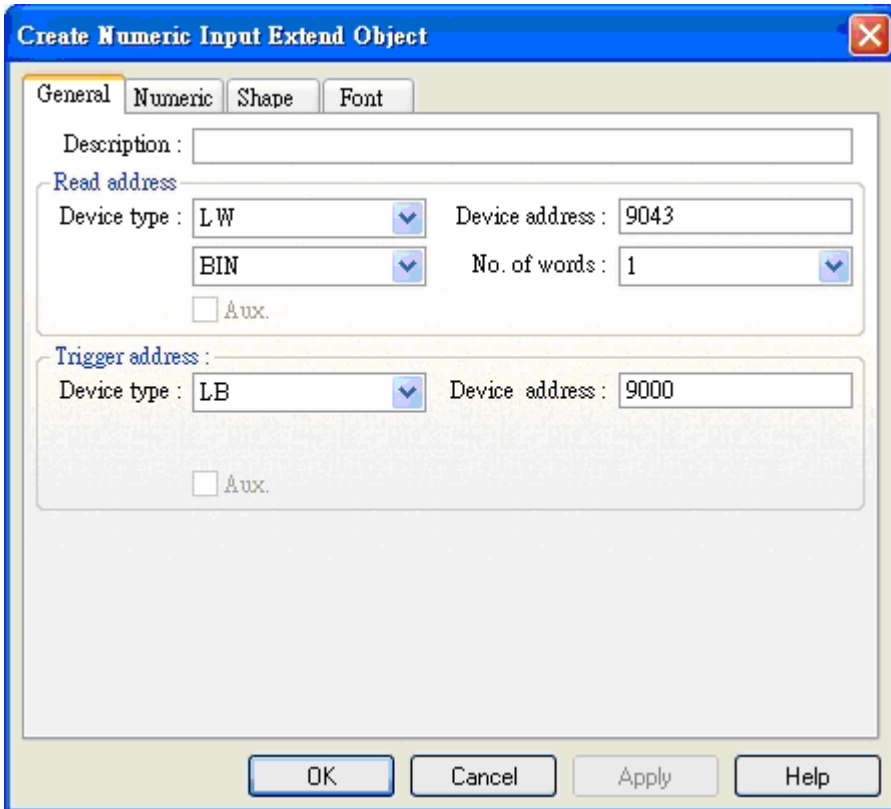 Create Numeric Input Extend Object
General Numeric Shape Font
Description :
Read address
Device type : LW Device address : 9043
BIN No. of words : 1
Aux.
Trigger address :
Device type : LB Device address : 9000
Aux.
OK Cancel Apply Help